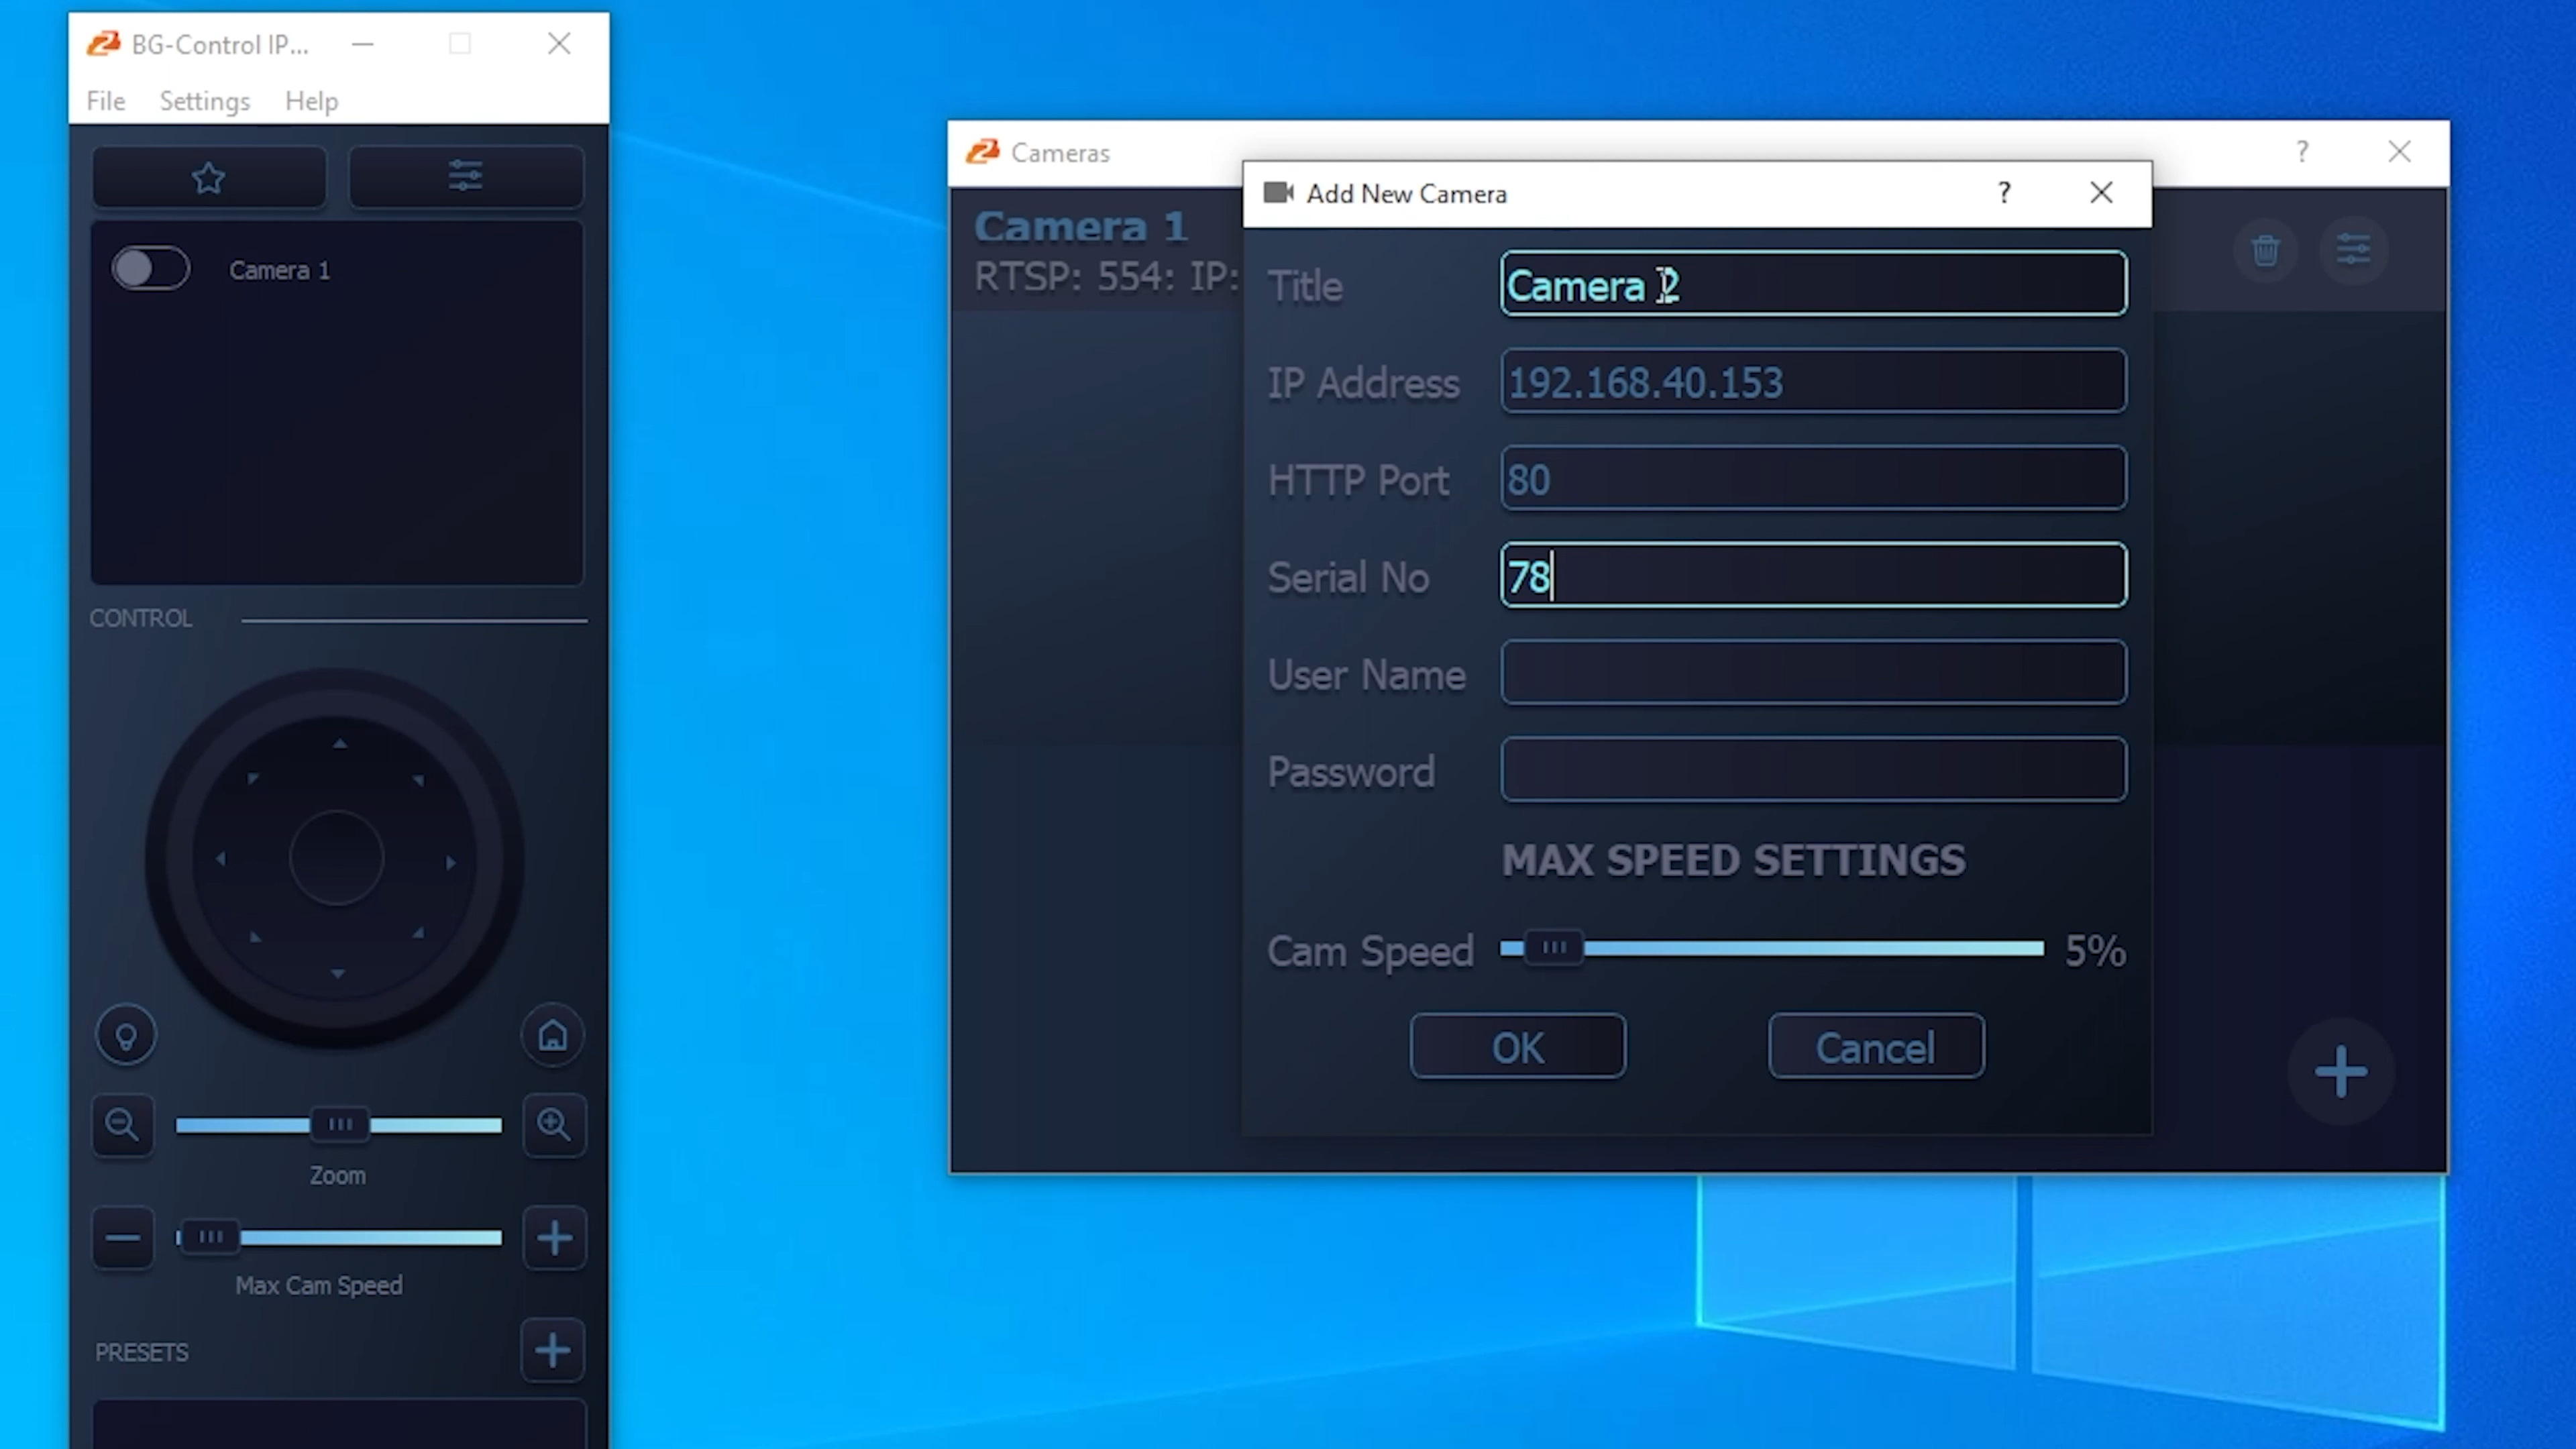 BG-Control IP...
File Settings Help
Camera 1
CONTROL
Zoom
Max Cam Speed
PRESETS
Cameras
?
Camera 1
RTSP: 554: IP:
Add New Camera
?
Title
Camera 2
IP Address
192.168.40.153
HTTP Port
80
Serial No
78
User Name
Password
MAX SPEED SETTINGS
Cam Speed
5%
OK
Cancel